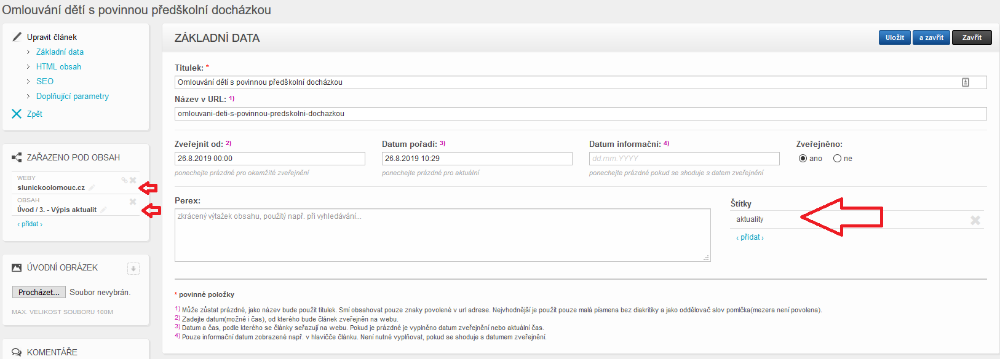 Omlouvání dětí s povinnou předškolní docházkou
Upravit článek
Základní data
HTML obsah
SEO
Doplňující parametry
Zpět
ZAŘAZENO POD OBSAH
WEBY
slunickoolomouc.cz
OBSAH
Úvod / 3. - Výpis aktualit
‹ přidat ›
ÚVODNÍ OBRÁZEK
Procházet... Soubor nevybrán.
MAX. VELIKOST SOUBORU 100M
KOMENTÁŘE
ZÁKLADNÍ DATA
Uložit a zavřít Zavřít
Titulek: *
Omlouvání dětí s povinnou předškolní docházkou
Název v URL: 1)
omlouvani-deti-s-povinnou-predskolni-dochazkou
Zveřejnit od: 2) Datum pořadí: 3) Datum informační: 4) Zveřejněno:
26.8.2019 00:00 26.8.2019 10:29 dd.mm.YYYY ano ne
ponechejte prázdné pro okamžité zveřejnění ponechejte prázdné pro aktuální ponechejte prázdné pokud se shoduje s datem zveřejnění
Perex:
zkrácený výtažek obsahu, použitý např. při vyhledávání...
Štítky
aktuality
‹ přidat ›
* povinné položky
1) Může zůstat prázdné, jako název bude použit titulek. Smí obsahovat pouze znaky povolené v url adrese. Nejvhodnější je použít pouze malá písmena bez diakritiky a jako oddělovač slov pomlčka(mezera není povolena).
2) Zadejte datum(možné i čas), od kterého bude článek zveřejněn na webu.
3) Datum a čas, podle kterého se články seřazují na webu. Pokud je prázdné je vyplněno datum zveřejnění nebo aktuální čas.
4) Pouze informační datum zobrazené např. v hlavičče článku. Není nutné vyplňovat, pokud se shoduje s datumem zveřejnění.